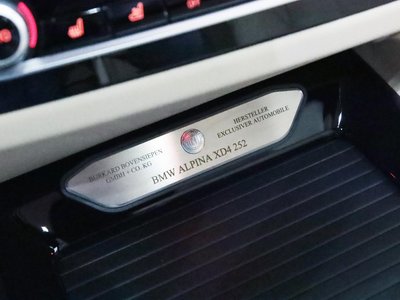 BURKARD BOVENSIEPEN
GMBH + CO. KG
HERSTELLER
EXCLUSIVER AUTOMOBILE
BMW ALPINA XD4 252